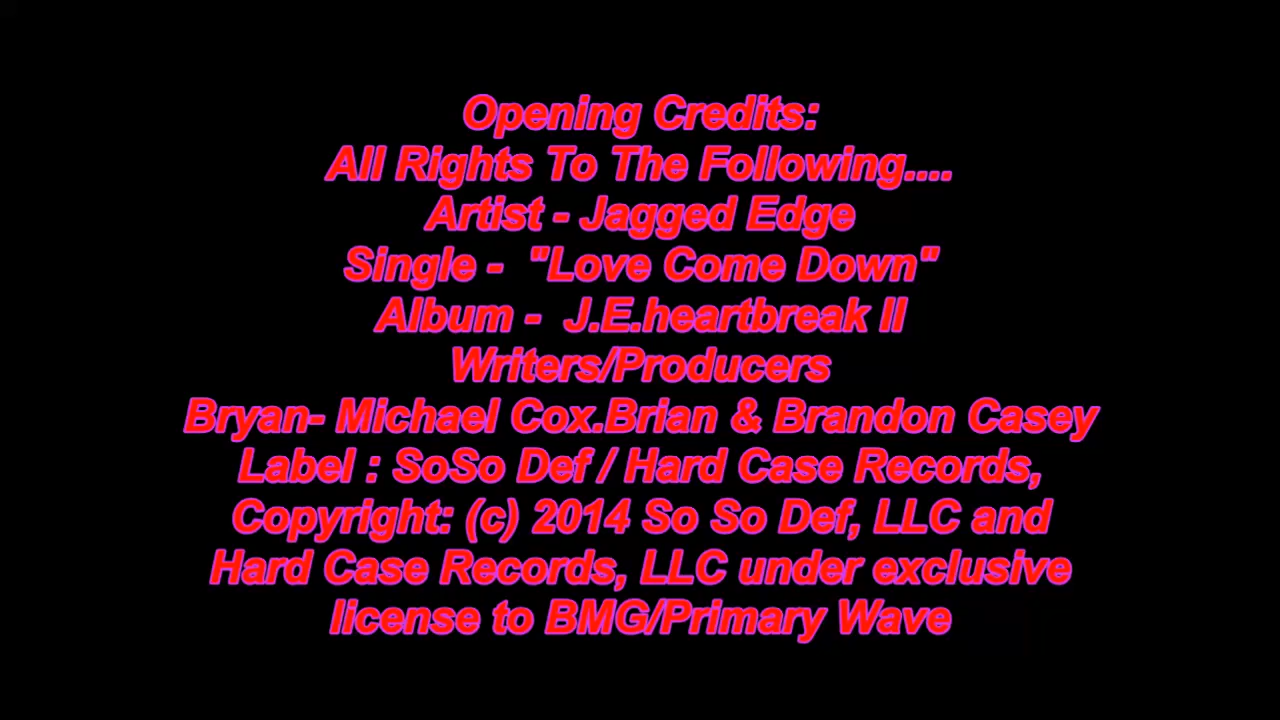 Opening Credits:
All Rights To The Following....
Artist - Jagged Edge
Single -  "Love Come Down"
Album -  J.E.heartbreak II
Writers/Producers
Bryan- Michael Cox.Brian & Brandon Casey
Label : SoSo Def / Hard Case Records,
Copyright: (c) 2014 So So Def, LLC and
Hard Case Records, LLC under exclusive
license to BMG/Primary Wave